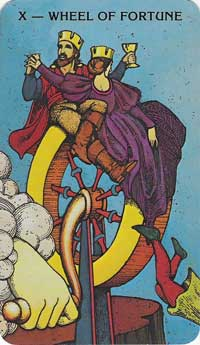 X — WHEEL OF FORTUNE